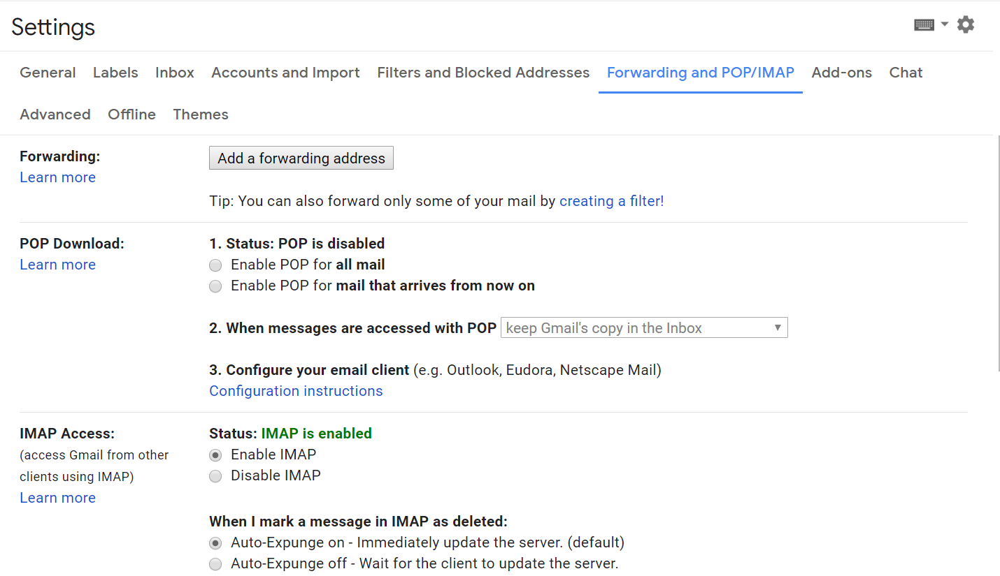 Settings
General Labels Inbox Accounts and Import Filters and Blocked Addresses Forwarding and POP/IMAP Add-ons Chat
Advanced Offline Themes
Forwarding:
Learn more
Add a forwarding address
Tip: You can also forward only some of your mail by creating a filter!
POP Download:
Learn more
1. Status: POP is disabled
Enable POP for all mail
Enable POP for mail that arrives from now on
2. When messages are accessed with POP keep Gmail's copy in the Inbox
3. Configure your email client (e.g. Outlook, Eudora, Netscape Mail)
Configuration instructions
IMAP Access:
(access Gmail from other
clients using IMAP)
Learn more
Status: IMAP is enabled
Enable IMAP
Disable IMAP
When I mark a message in IMAP as deleted:
Auto-Expunge on - Immediately update the server. (default)
Auto-Expunge off - Wait for the client to update the server.